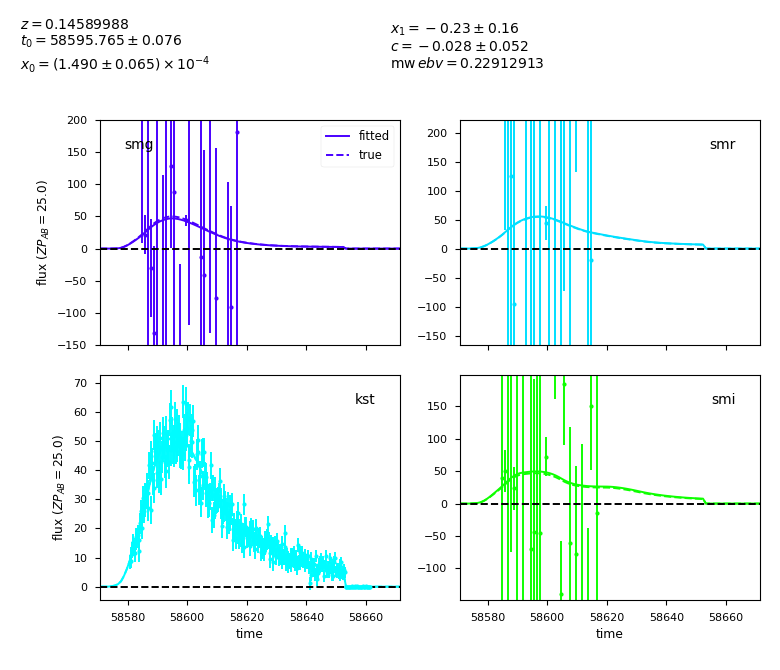 z = 0.14589988
t₀ = 58595.765 ± 0.076
x₀ = (1.490 ± 0.065) × 10⁻⁴
x₁ = −0.23 ± 0.16
c = −0.028 ± 0.052
mw ebv = 0.22912913
smg
fitted
true
200
150
100
50
0
−50
−100
−150
flux (ZP_AB = 25.0)
smr
200
150
100
50
0
−50
−100
−150
kst
70
60
50
40
30
20
10
0
flux (ZP_AB = 25.0)
58580 58600 58620 58640 58660
time
smi
150
100
50
0
−50
−100
58580 58600 58620 58640 58660
time